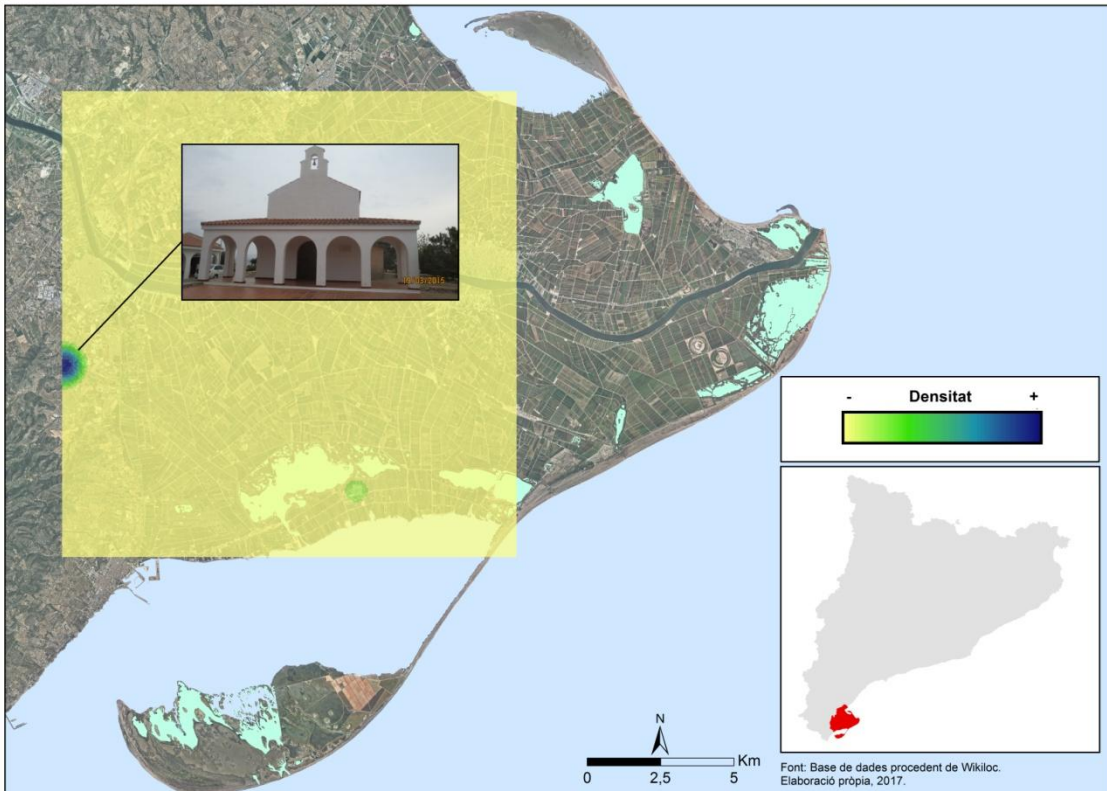 - Densitat +
N
Km
0 2,5 5
Font: Base de dades procedent de Wikiloc.
Elaboració pròpia, 2017.